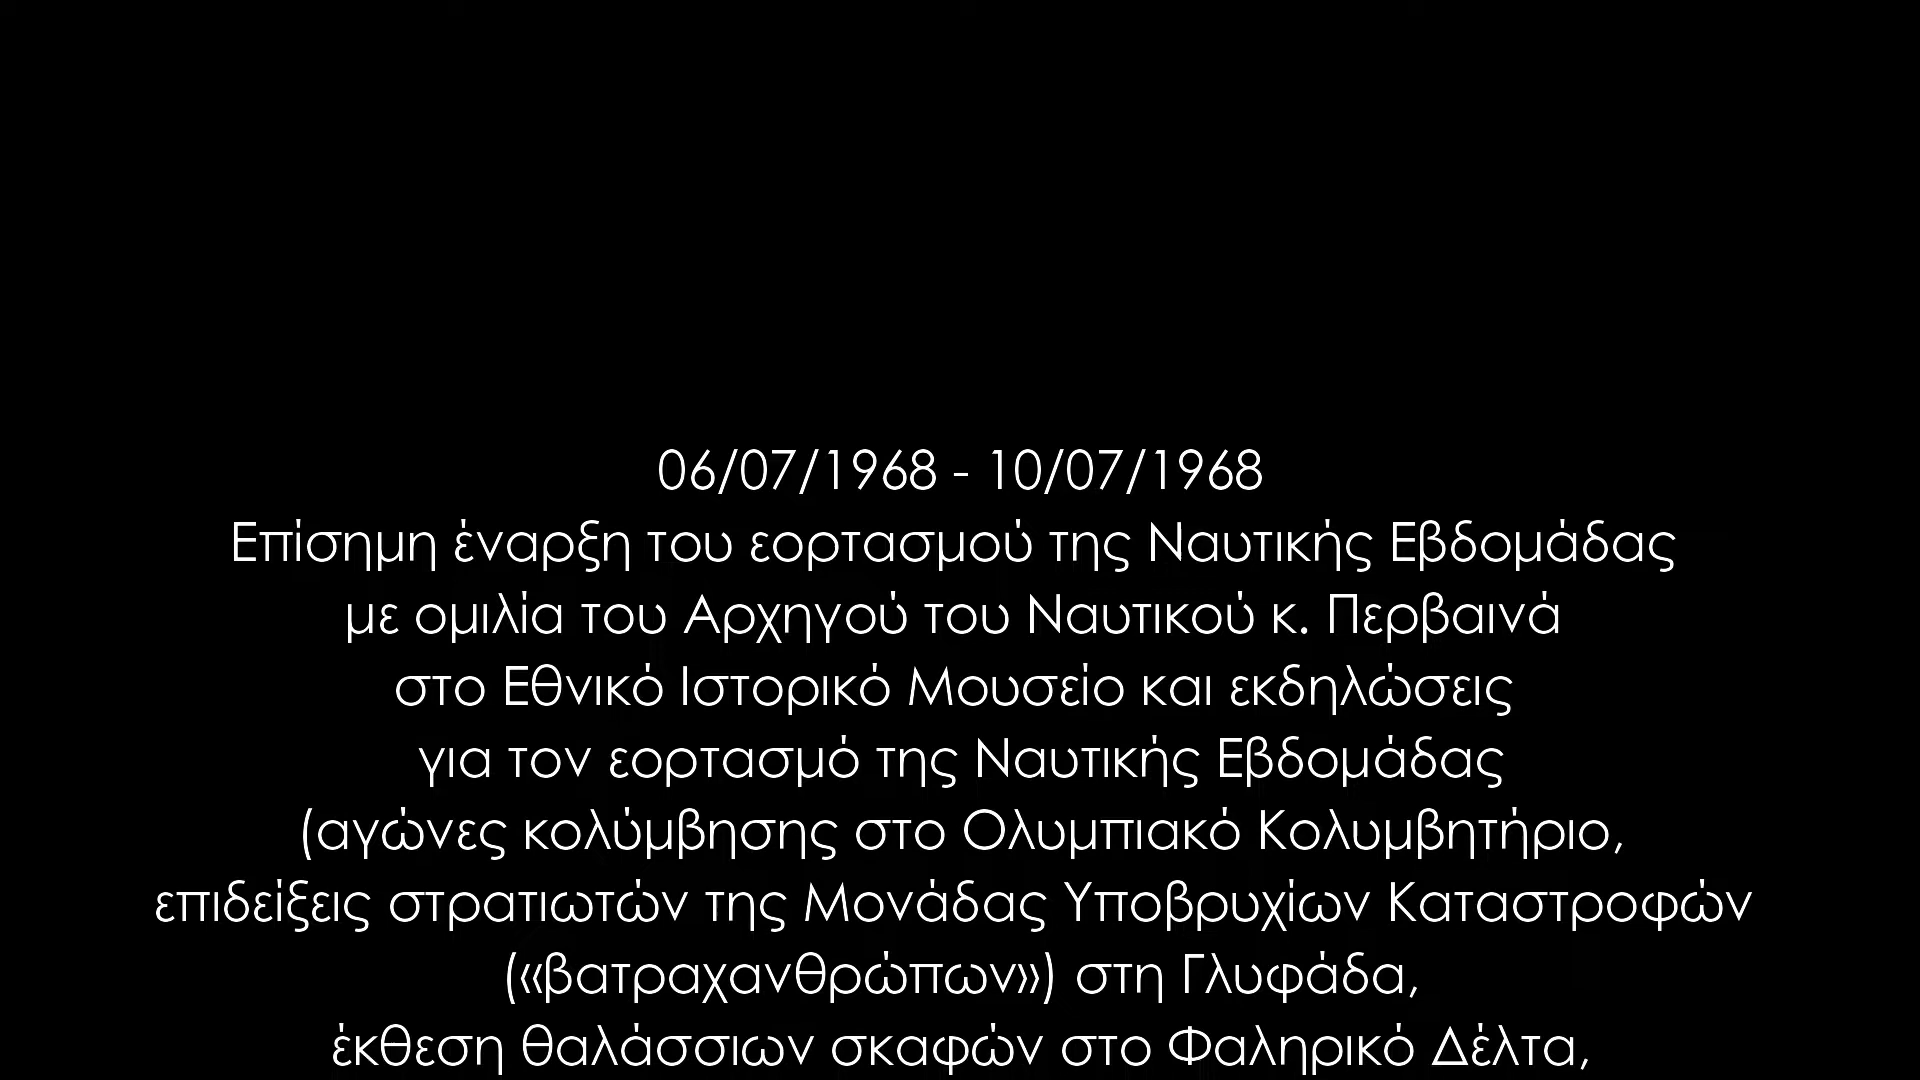 06/07/1968 - 10/07/1968
Επίσημη έναρξη του εορτασμού της Ναυτικής Εβδομάδας
με ομιλία του Αρχηγού του Ναυτικού κ. Περβαινά
στο Εθνικό Ιστορικό Μουσείο και εκδηλώσεις
για τον εορτασμό της Ναυτικής Εβδομάδας
(αγώνες κολύμβησης στο Ολυμπιακό Κολυμβητήριο,
επιδείξεις στρατιωτών της Μονάδας Υποβρυχίων Καταστροφών
(«βατραχανθρώπων») στη Γλυφάδα,
έκθεση θαλάσσιων σκαφών στο Φαληρικό Δέλτα,